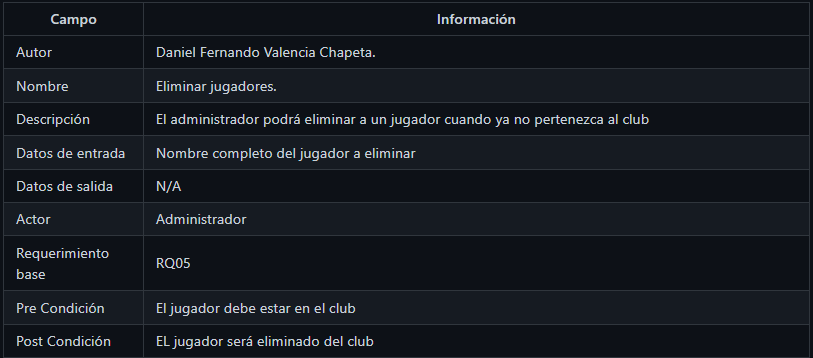 Campo Información
Autor Daniel Fernando Valencia Chapeta.
Nombre Eliminar jugadores.
Descripción El administrador podrá eliminar a un jugador cuando ya no pertenezca al club
Datos de entrada Nombre completo del jugador a eliminar
Datos de salida N/A
Actor Administrador
Requerimiento
base RQ05
Pre Condición El jugador debe estar en el club
Post Condición EL jugador será eliminado del club